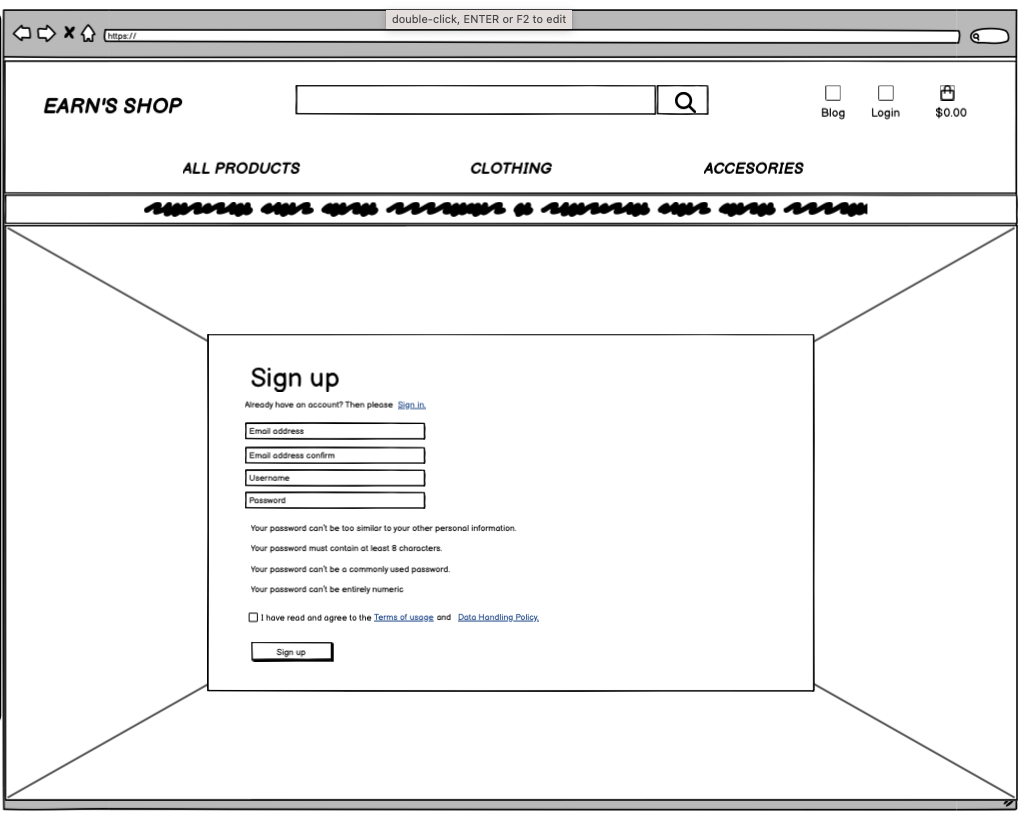 double-click, ENTER or F2 to edit
https://
EARN'S SHOP
Blog
Login
$0.00
ALL PRODUCTS
CLOTHING
ACCESORIES
Sign up
Already have an account? Then please Sign in.
Email address
Email address confirm
Username
Password
Your password can't be too similar to your other personal information.
Your password must contain at least 8 characters.
Your password can't be a commonly used password.
Your password can't be entirely numeric
I have read and agree to the Terms of usage and Data Handling Policy.
Sign up